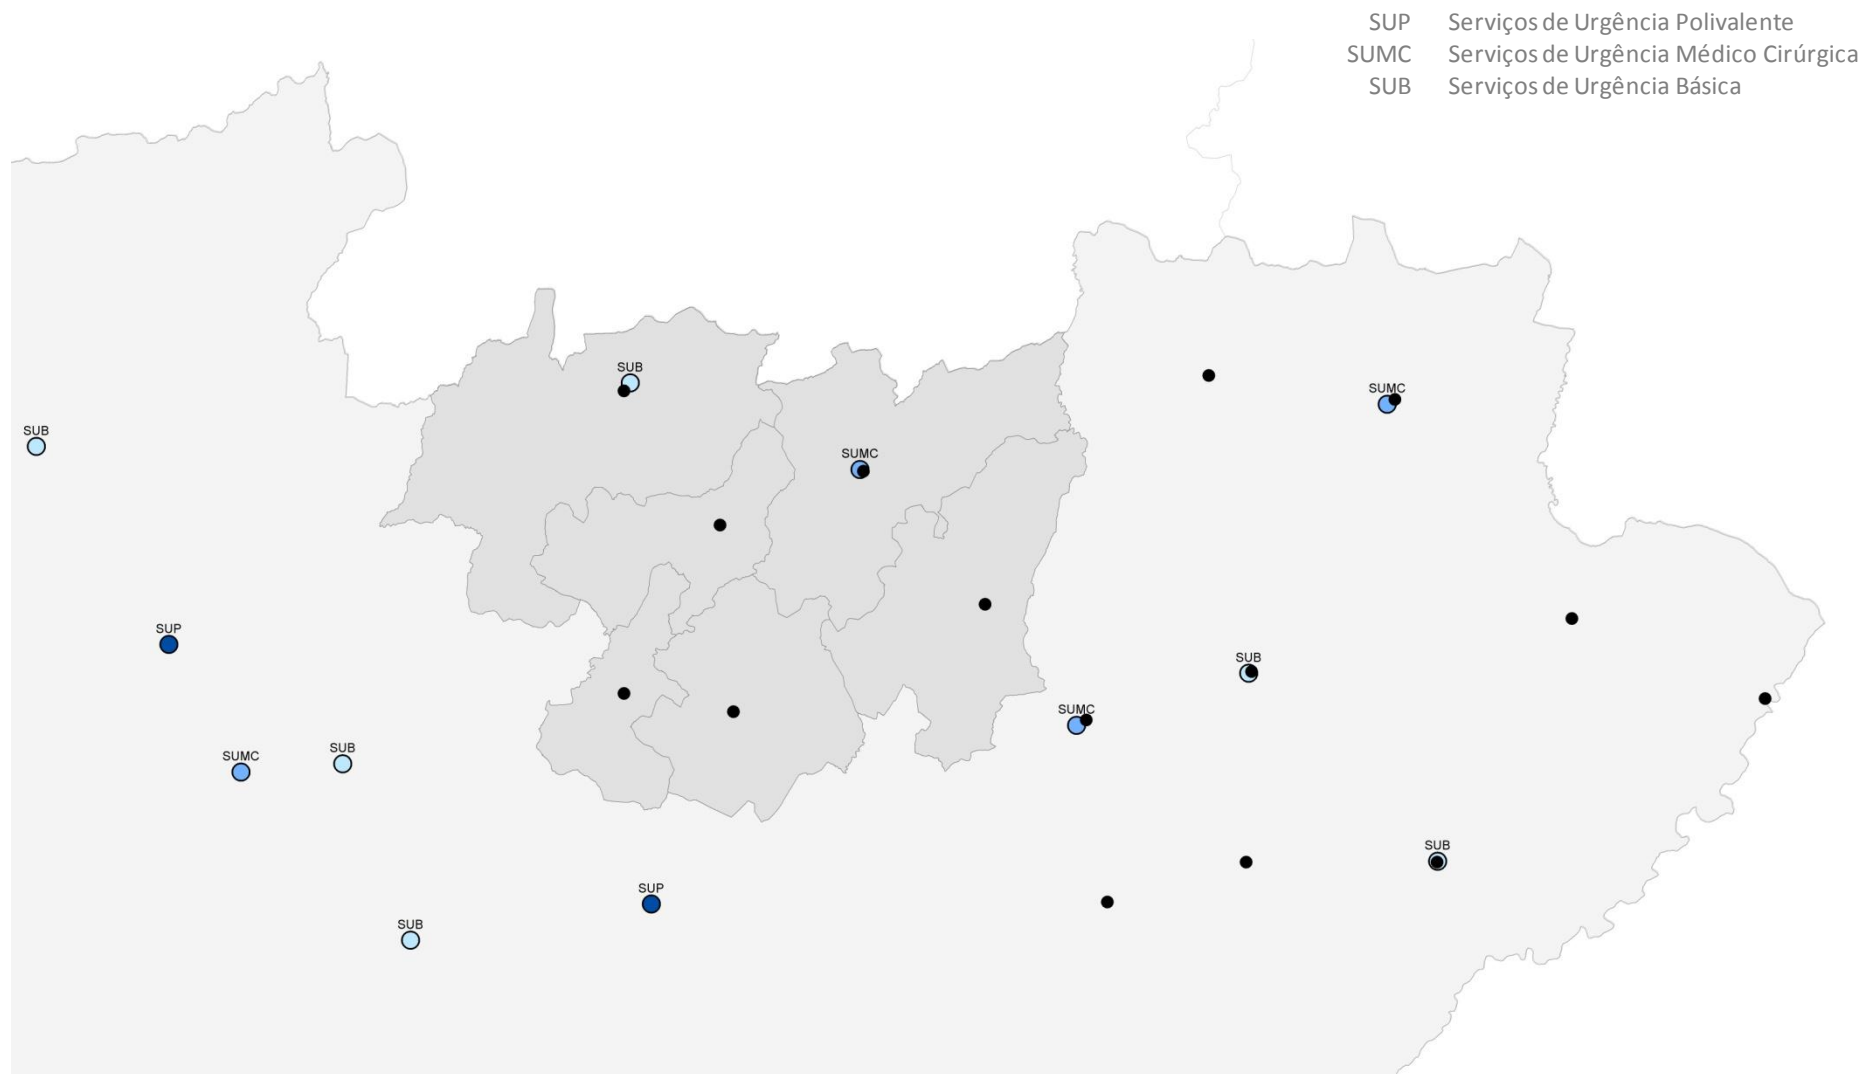 SUP Serviços de Urgência Polivalente
SUMC Serviços de Urgência Médico Cirúrgica
SUB Serviços de Urgência Básica
SUB
SUMC
SUB
SUMC
SUP
SUB
SUMC
SUB
SUMC
SUB
SUP
SUB